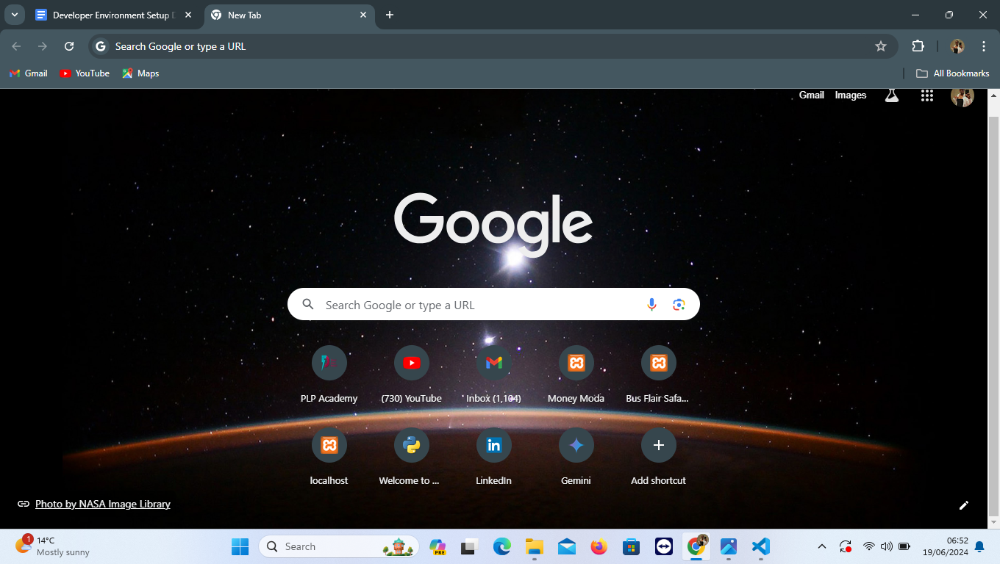 Developer Environment Setup D
New Tab
Search Google or type a URL
Gmail
YouTube
Maps
All Bookmarks
Gmail
Images
Google
Search Google or type a URL
PLP Academy
(730) YouTube
Inbox (1,104)
Money Moda
Bus Flair Safa...
localhost
Welcome to ...
LinkedIn
Gemini
Add shortcut
Photo by NASA Image Library
1
14°C
Mostly sunny
Search
PRE
06:52
19/06/2024